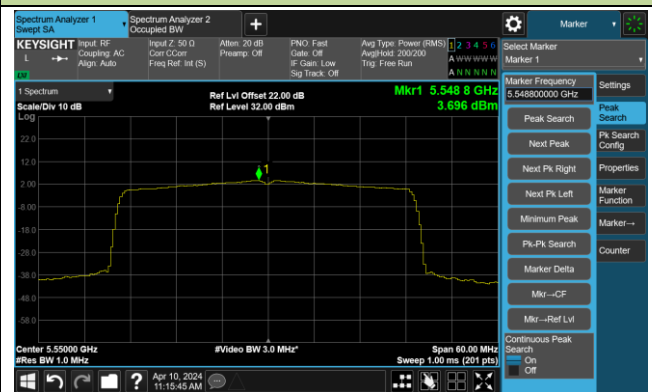 Spectrum Analyzer 1
Swept SA
Spectrum Analyzer 2
Occupied BW
Marker
KEYSIGHT
L
Input: RF
Coupling: AC
Align: Auto
Input Z: 50 Ω
Corr CCorr
Freq Ref: Int (S)
Atten: 20 dB
Preamp: Off
PNO: Fast
Gate: Off
IF Gain: Low
Sig Track: Off
Avg Type: Power (RMS)
Avg|Hold: 200/200
Trig: Free Run
1 2 3 4 5 6
A W W W W W
A N N N N N
Select Marker
Marker 1
1 Spectrum
Scale/Div 10 dB
Log
Ref Lvl Offset 22.00 dB
Ref Level 32.00 dBm
Mkr1 5.548 8 GHz
3.696 dBm
22.0
12.0
2.00
-8.00
-18.0
-28.0
-38.0
-48.0
-58.0
1
Center 5.55000 GHz
#Res BW 1.0 MHz
#Video BW 3.0 MHz*
Span 60.00 MHz
Sweep 1.00 ms (201 pts)
Marker Frequency
5.548800000 GHz
Peak Search
Next Peak
Next Pk Right
Next Pk Left
Minimum Peak
Pk-Pk Search
Marker Delta
Mkr→CF
Mkr→Ref Lvl
Continuous Peak
Search
On
Off
Settings
Peak
Search
Pk Search
Config
Properties
Marker
Function
Marker→
Counter
?
Apr 10, 2024
11:15:45 AM